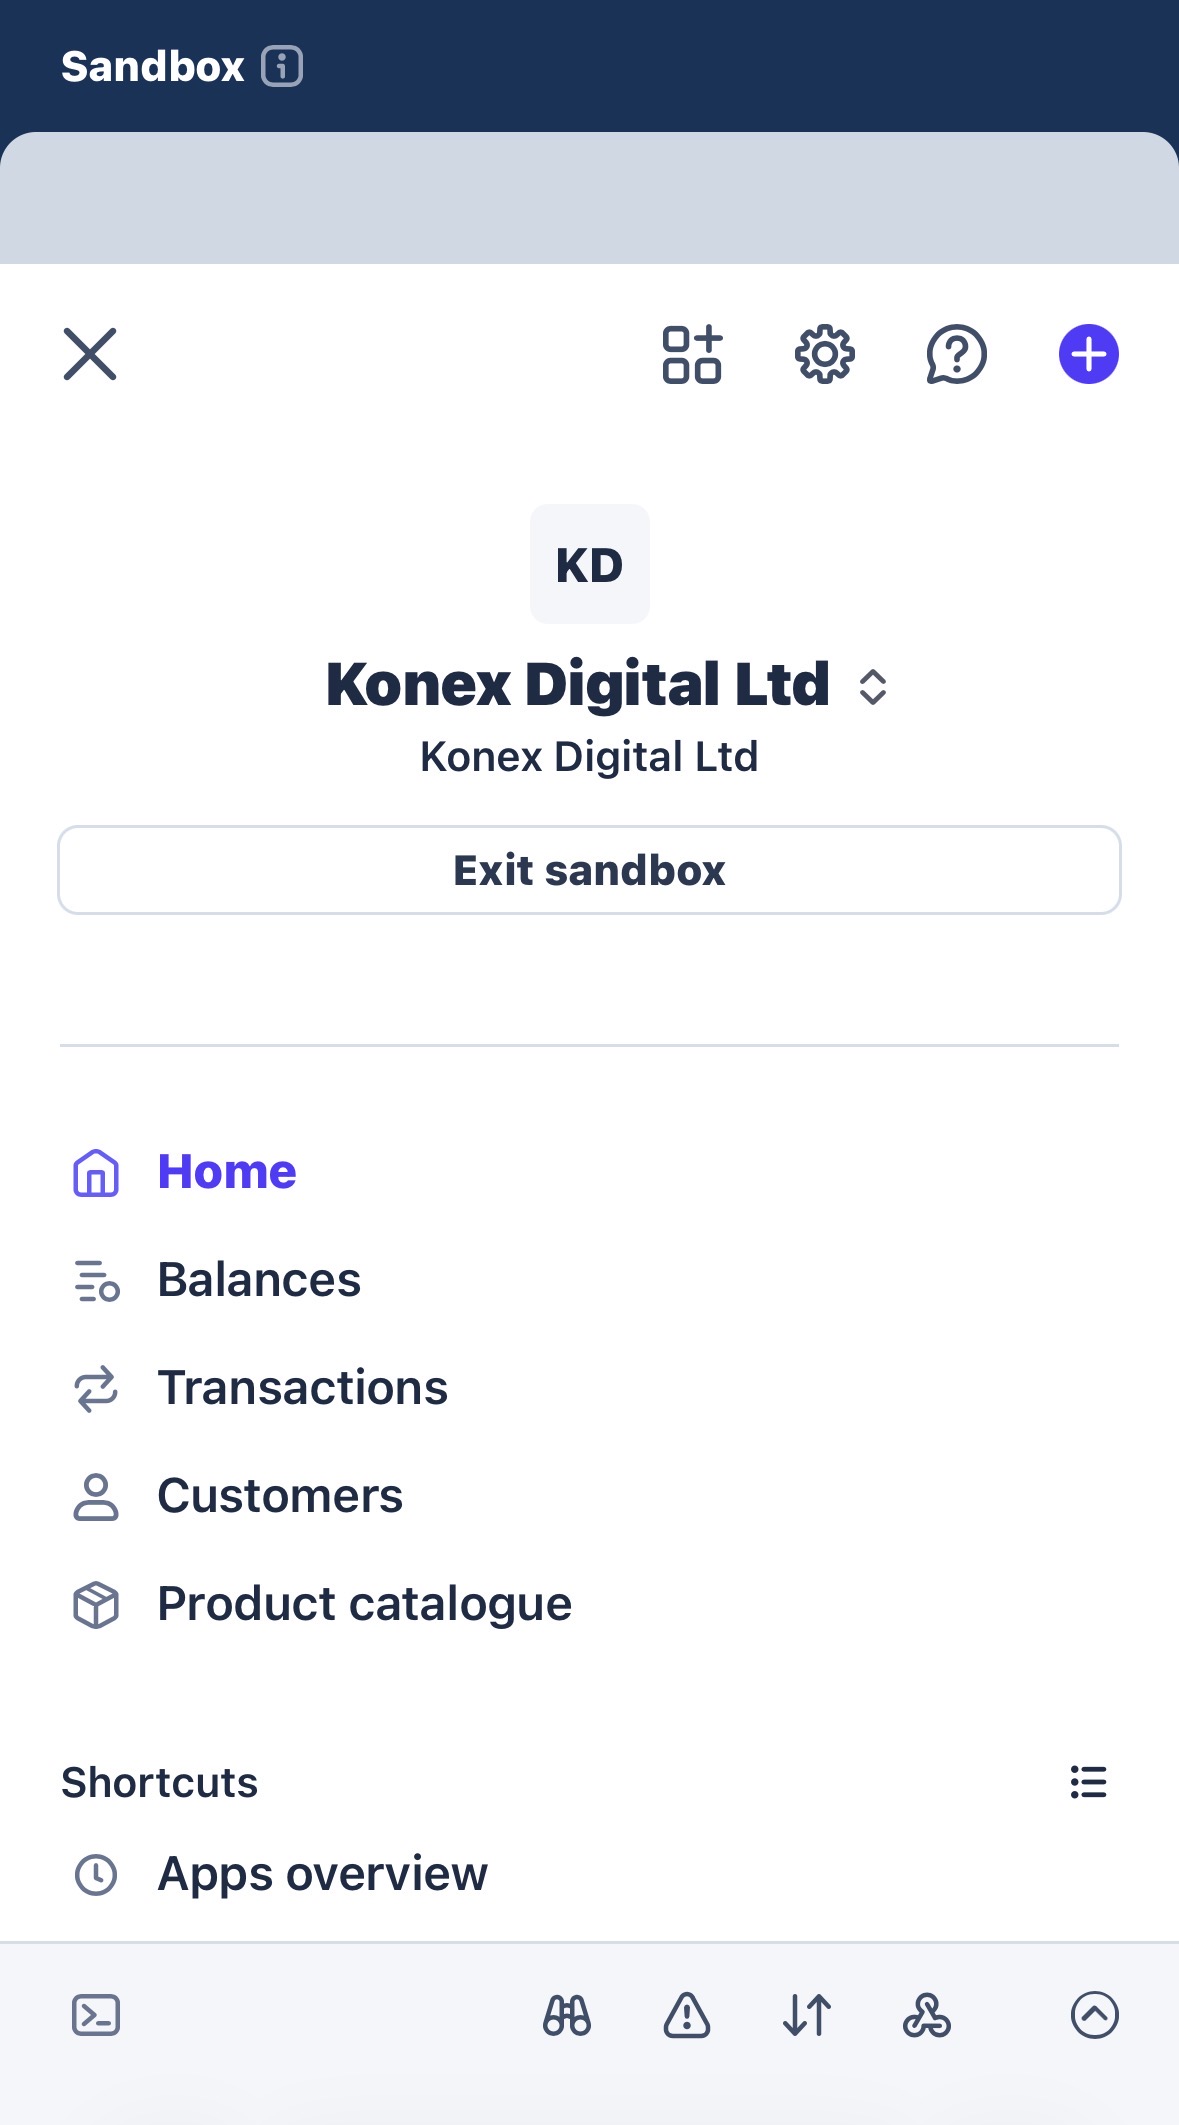 Sandbox
KD
Konex Digital Ltd
Konex Digital Ltd
Exit sandbox
Home
Balances
Transactions
Customers
Product catalogue
Shortcuts
Apps overview